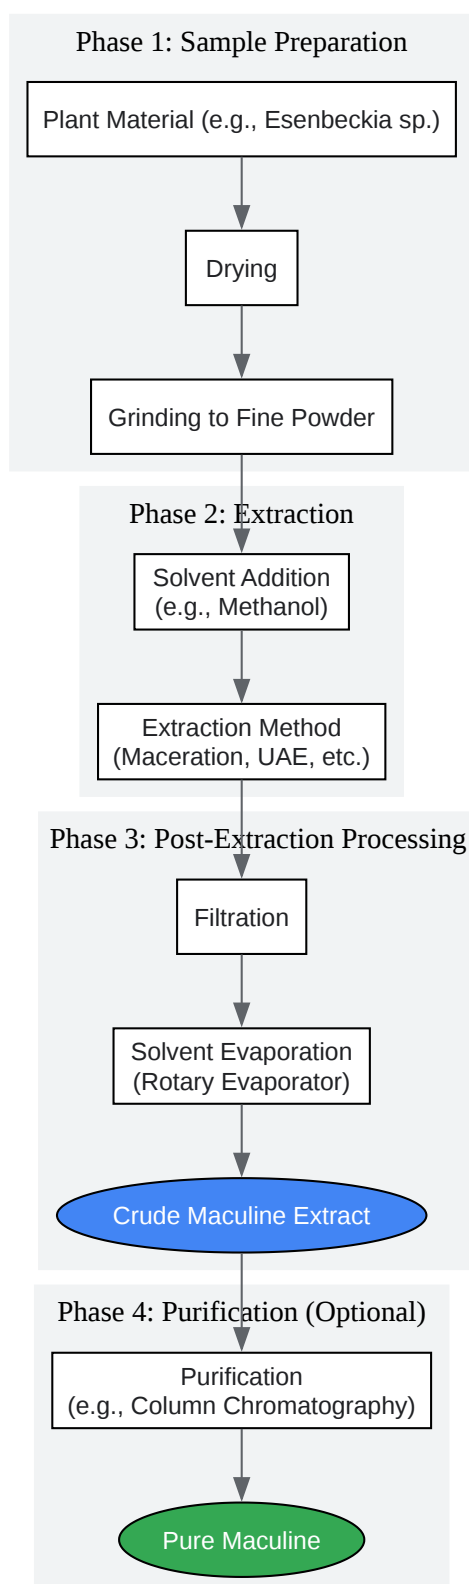 Phase 1: Sample Preparation
Plant Material (e.g., Esenbeckia sp.)
Drying
Grinding to Fine Powder
Phase 2: Extraction
Solvent Addition
(e.g., Methanol)
Extraction Method
(Maceration, UAE, etc.)
Phase 3: Post-Extraction Processing
Filtration
Solvent Evaporation
(Rotary Evaporator)
Crude Maculine Extract
Phase 4: Purification (Optional)
Purification
(e.g., Column Chromatography)
Pure Maculine